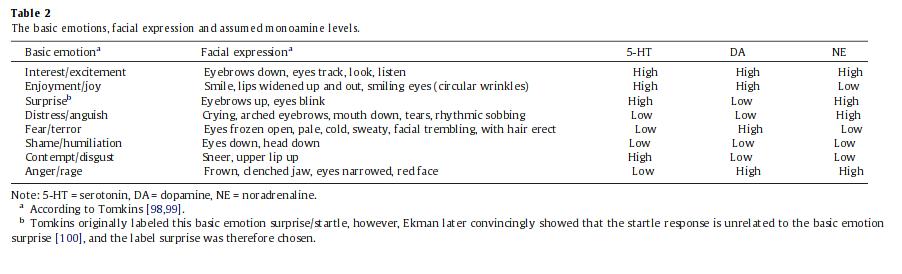 Table 2
The basic emotions, facial expression and assumed monoamine levels.
Basic emotionᵃ Facial expressionᵃ 5-HT DA NE
Interest/excitement Eyebrows down, eyes track, look, listen High High High
Enjoyment/joy Smile, lips widened up and out, smiling eyes (circular wrinkles) High High Low
Surpriseᵇ Eyebrows up, eyes blink High Low High
Distress/anguish Crying, arched eyebrows, mouth down, tears, rhythmic sobbing Low Low High
Fear/terror Eyes frozen open, pale, cold, sweaty, facial trembling, with hair erect Low High Low
Shame/humiliation Eyes down, head down Low Low Low
Contempt/disgust Sneer, upper lip up High Low Low
Anger/rage Frown, clenched jaw, eyes narrowed, red face Low High High
Note: 5-HT = serotonin, DA = dopamine, NE = noradrenaline.
ᵃ According to Tomkins [98,99].
ᵇ Tomkins originally labeled this basic emotion surprise/startle, however, Ekman later convincingly showed that the startle response is unrelated to the basic emotion
surprise [100], and the label surprise was therefore chosen.